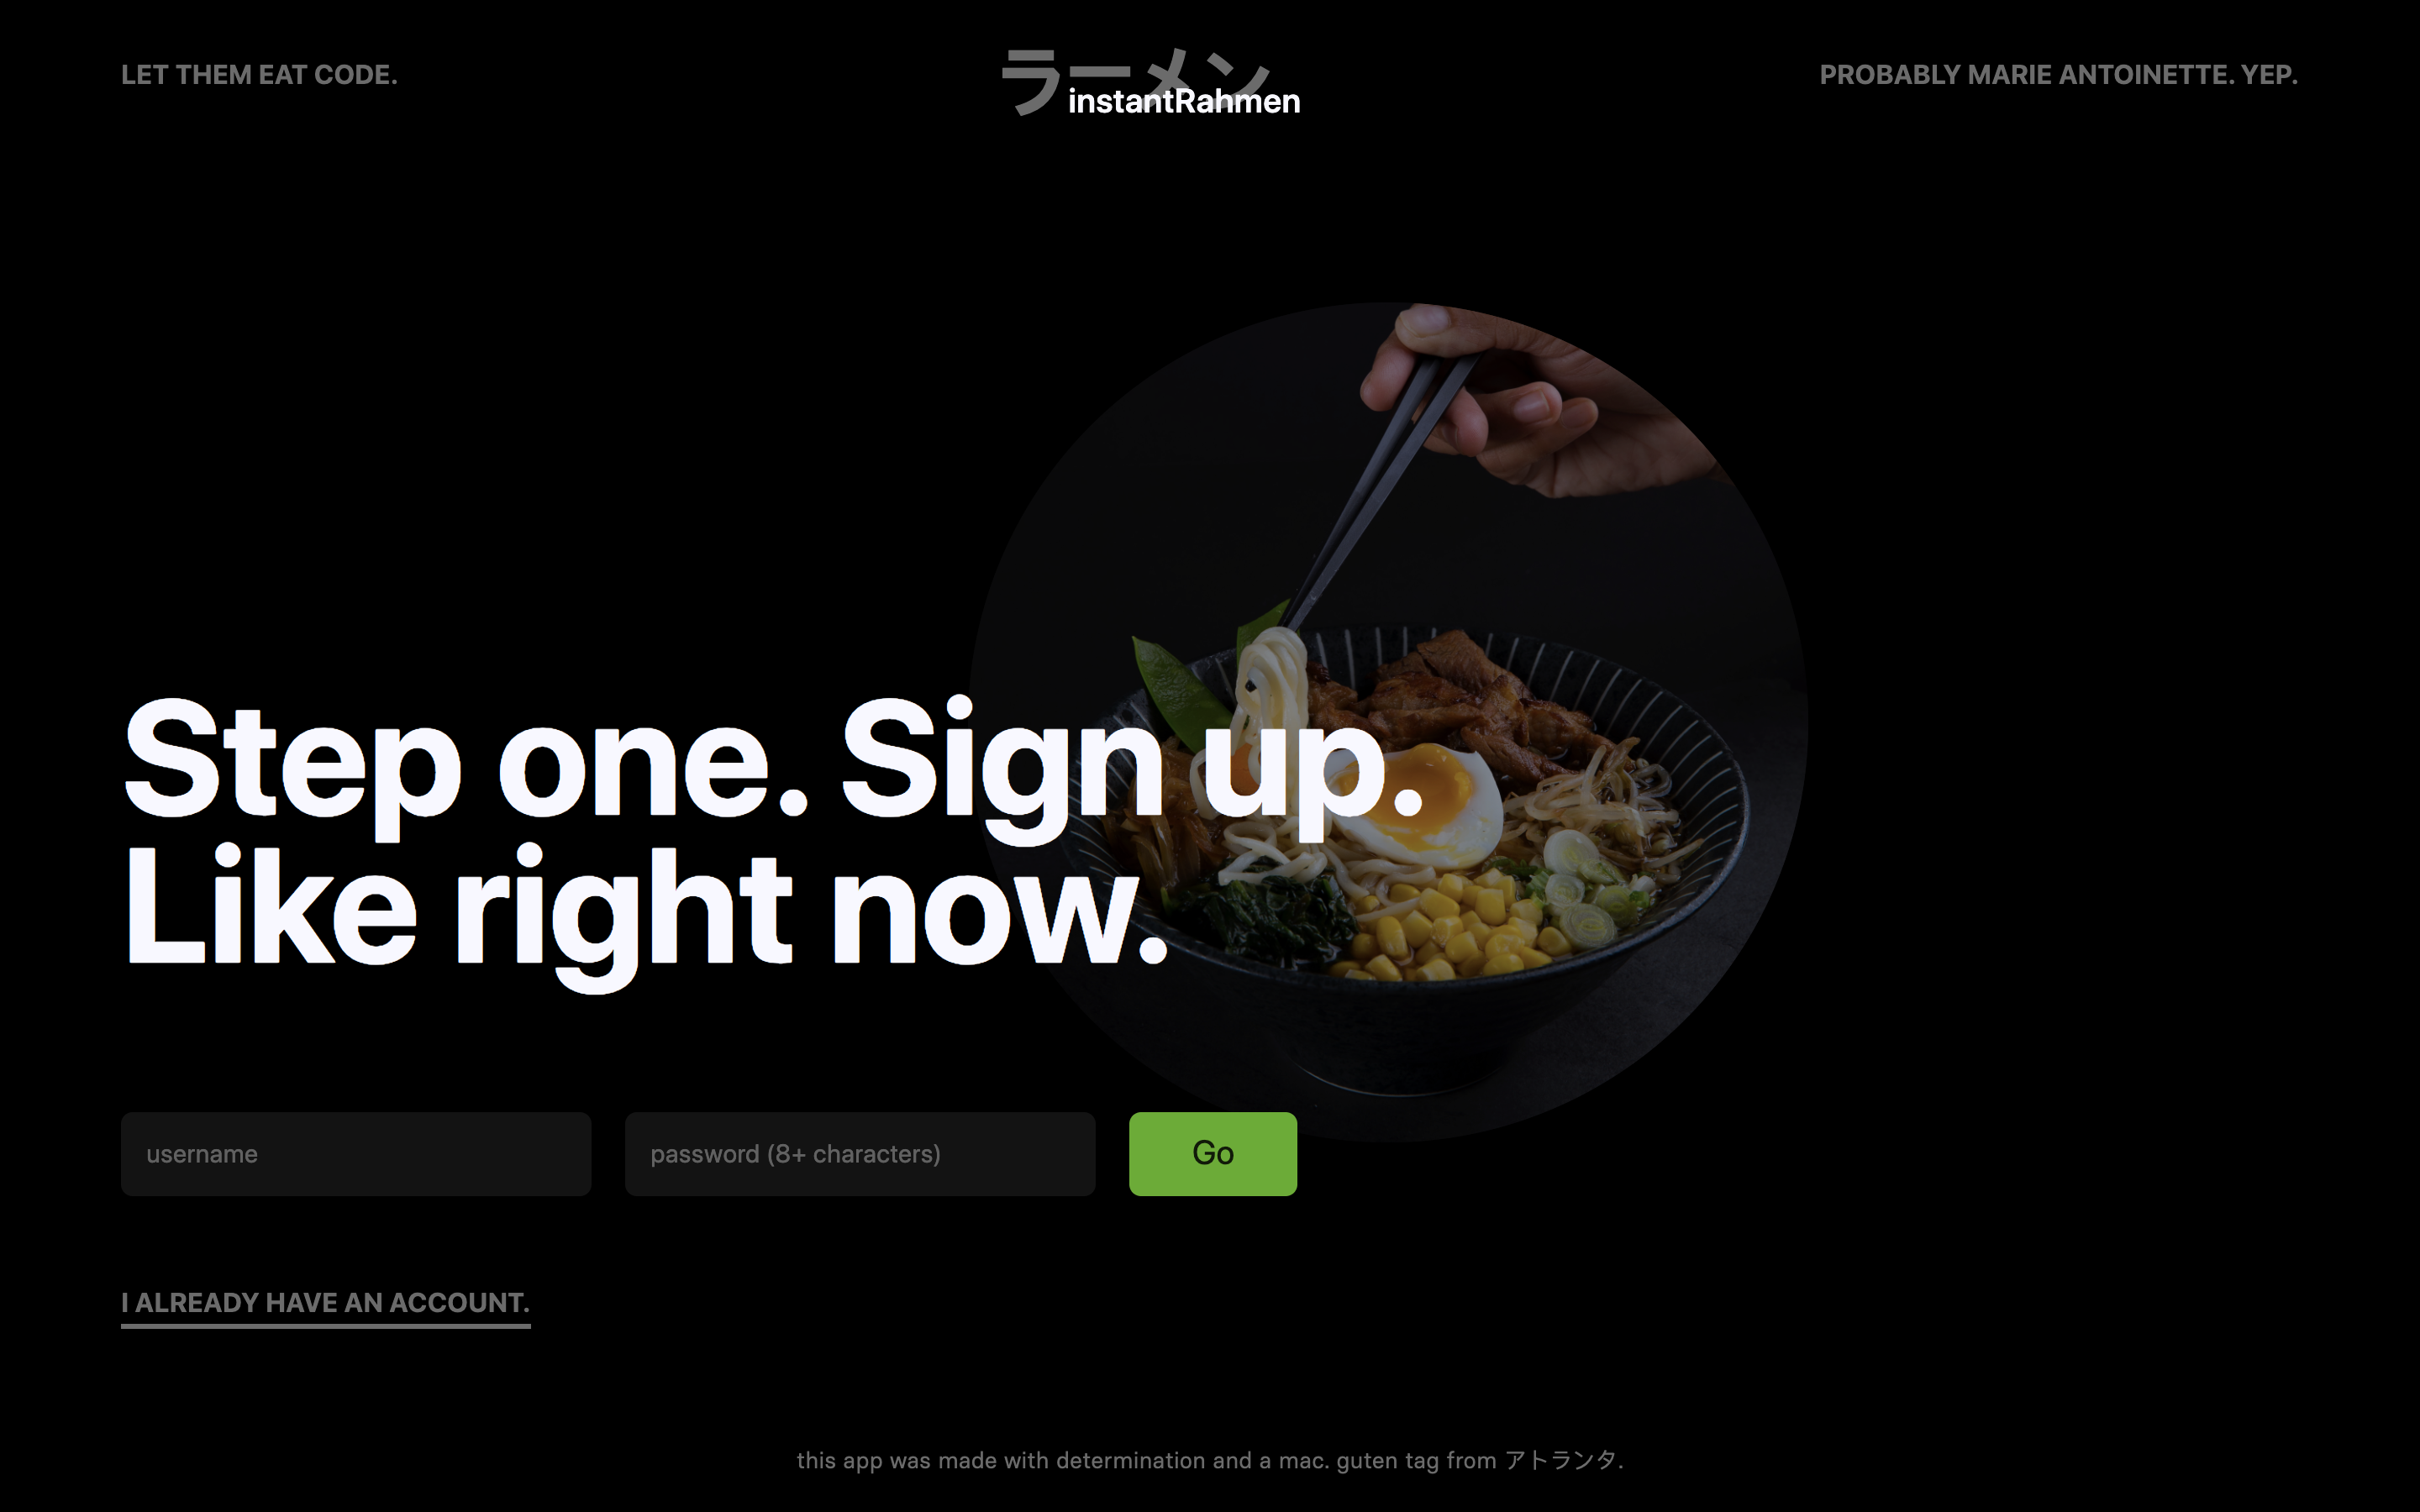 LET THEM EAT CODE.
ラーメン
instantRahmen
PROBABLY MARIE ANTOINETTE. YEP.
Step one. Sign up.
Like right now.
username
password (8+ characters)
Go
I ALREADY HAVE AN ACCOUNT.
this app was made with determination and a mac. guten tag from アトランタ.